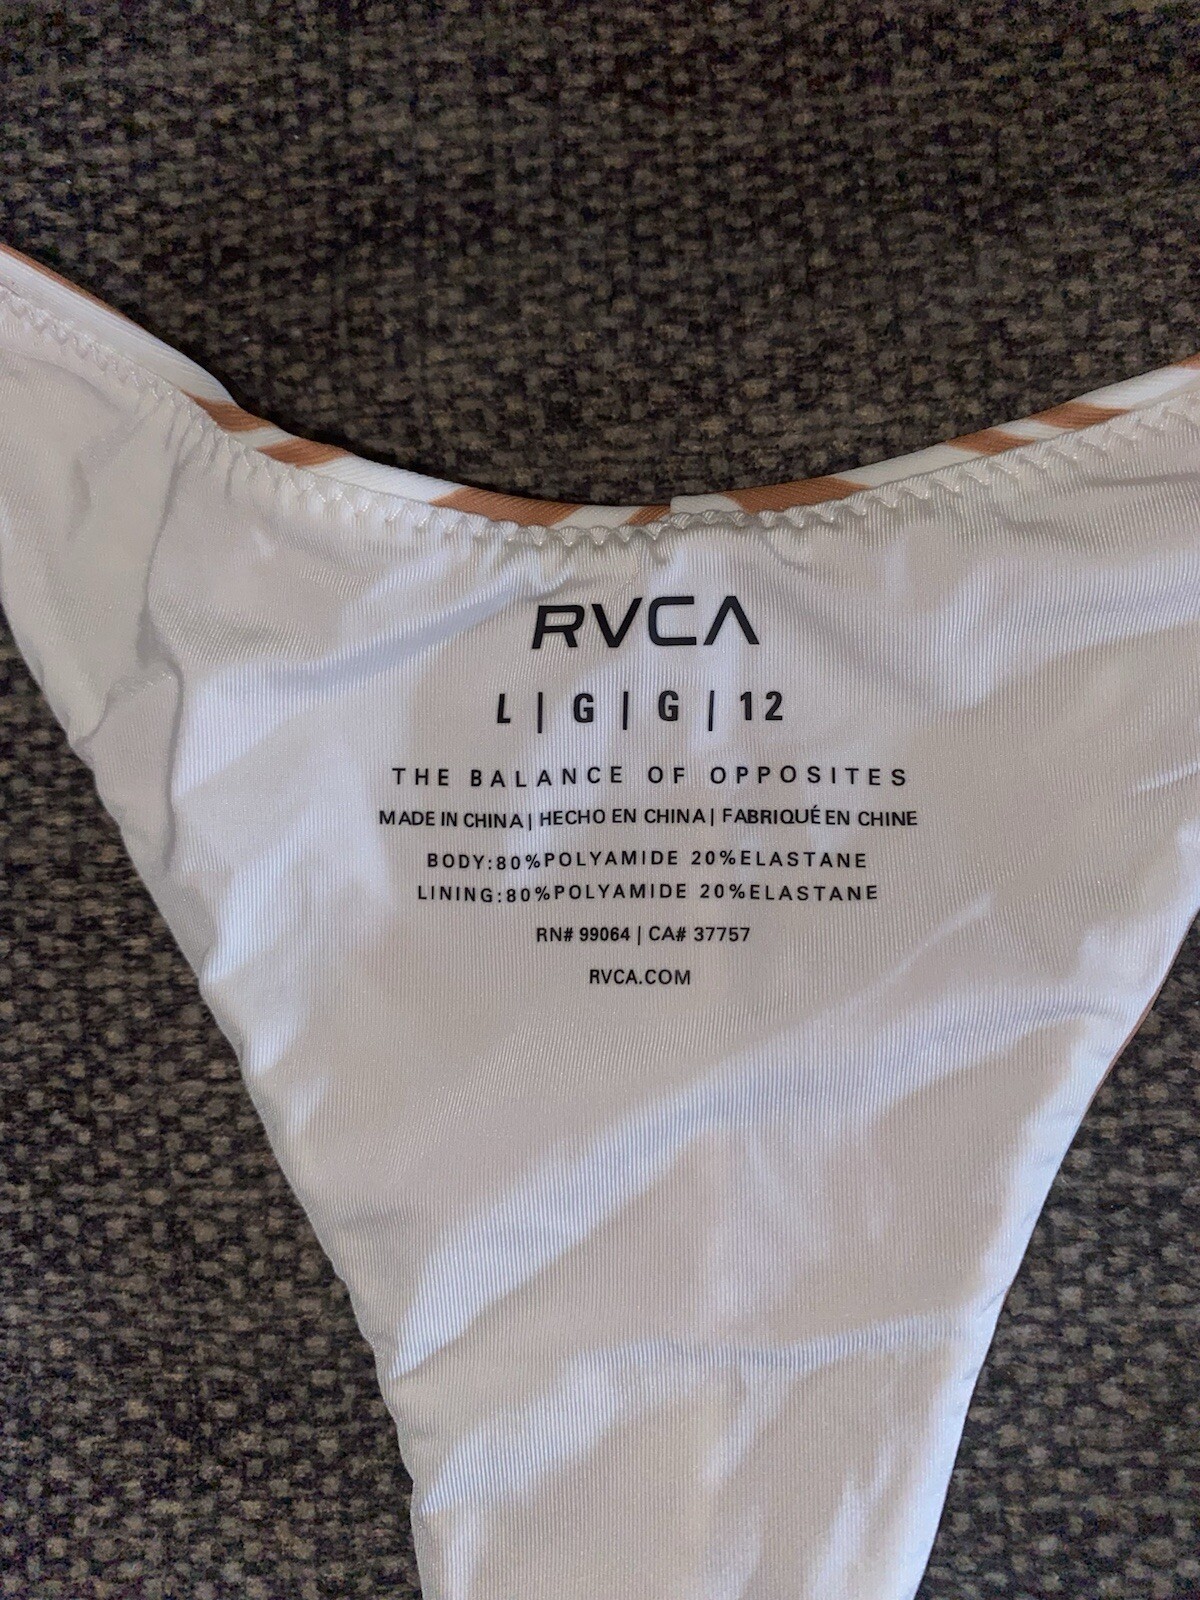 RVCA
L | G | G | 12
THE BALANCE OF OPPOSITES
MADE IN CHINA | HECHO EN CHINA | FABRIQUÉ EN CHINE
BODY:80%POLYAMIDE 20%ELASTANE
LINING:80%POLYAMIDE 20%ELASTANE
RN# 99064 | CA# 37757
RVCA.COM